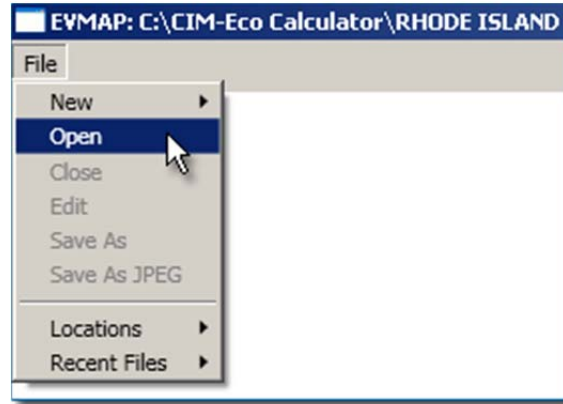 EVMAP: C:\CIM-Eco Calculator\RHODE ISLAND
File
New
Open
Close
Edit
Save As
Save As JPEG
Locations
Recent Files